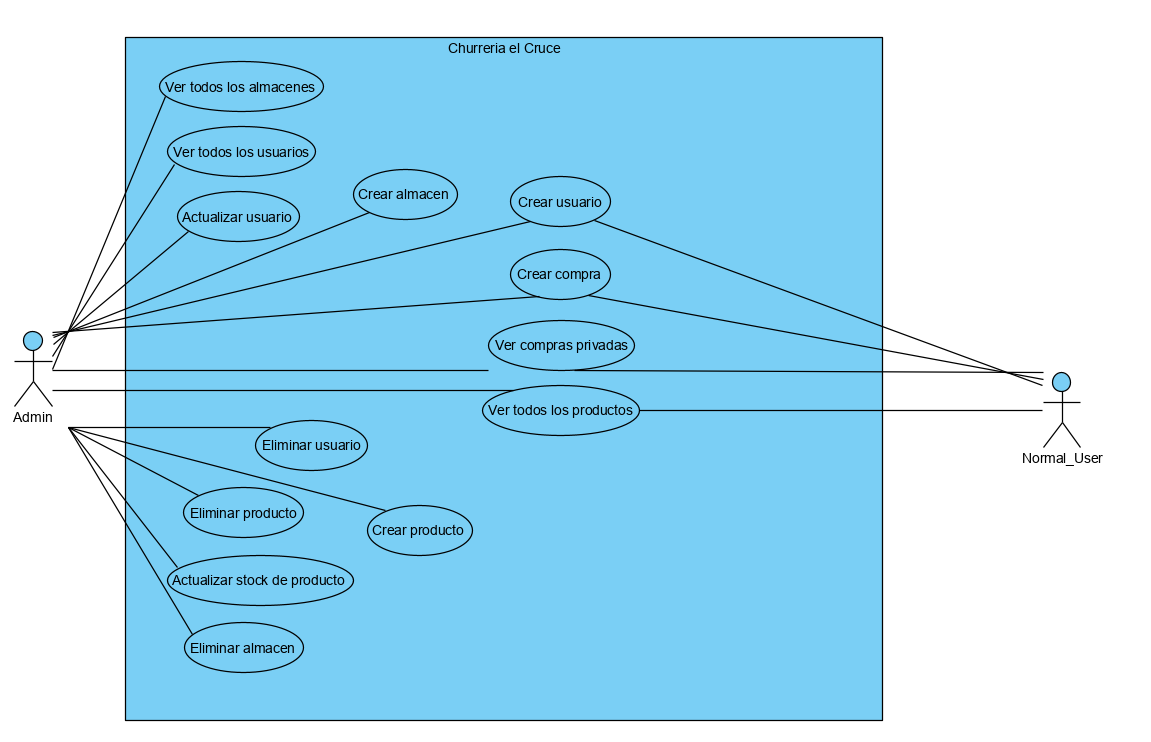 Churreria el Cruce
Ver todos los almacenes
Ver todos los usuarios
Crear almacen
Crear usuario
Actualizar usuario
Crear compra
Ver compras privadas
Admin
Ver todos los productos
Eliminar usuario
Normal_User
Eliminar producto
Crear producto
Actualizar stock de producto
Eliminar almacen